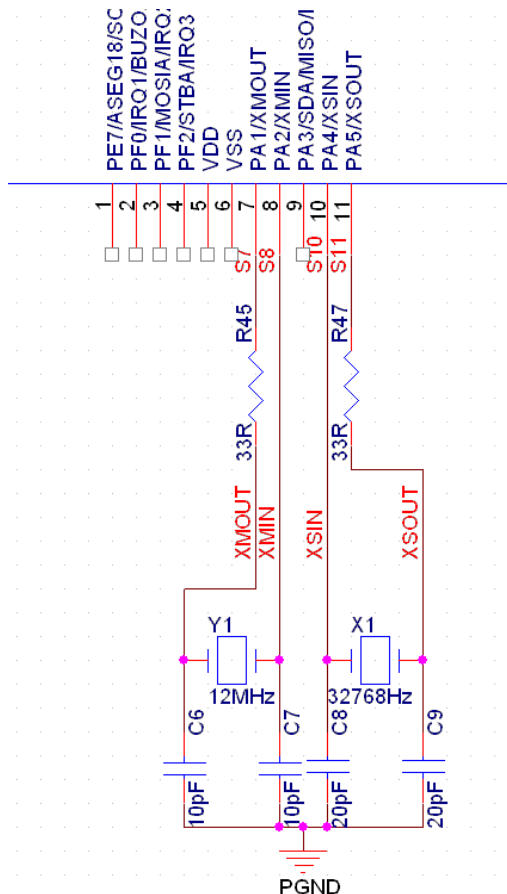 PE7/ASEG18/SC
PF0/IRQ1/BUZO
PF1/MOSIA/IRQ2
PF2/STBA/IRQ3
VDD
VSS
PA1/XMOUT
PA2/XMIN
PA3/SDA/MISO/I
PA4/XSIN
PA5/XSOUT
1
2
3
4
5
6
7
8
9
10
11
S7
S8
S10
S11
R45
33R
R47
33R
XMOUT
XMIN
XSIN
XSOUT
Y1
12MHz
X1
32768Hz
C6
10pF
C7
10pF
C8
20pF
C9
20pF
PGND